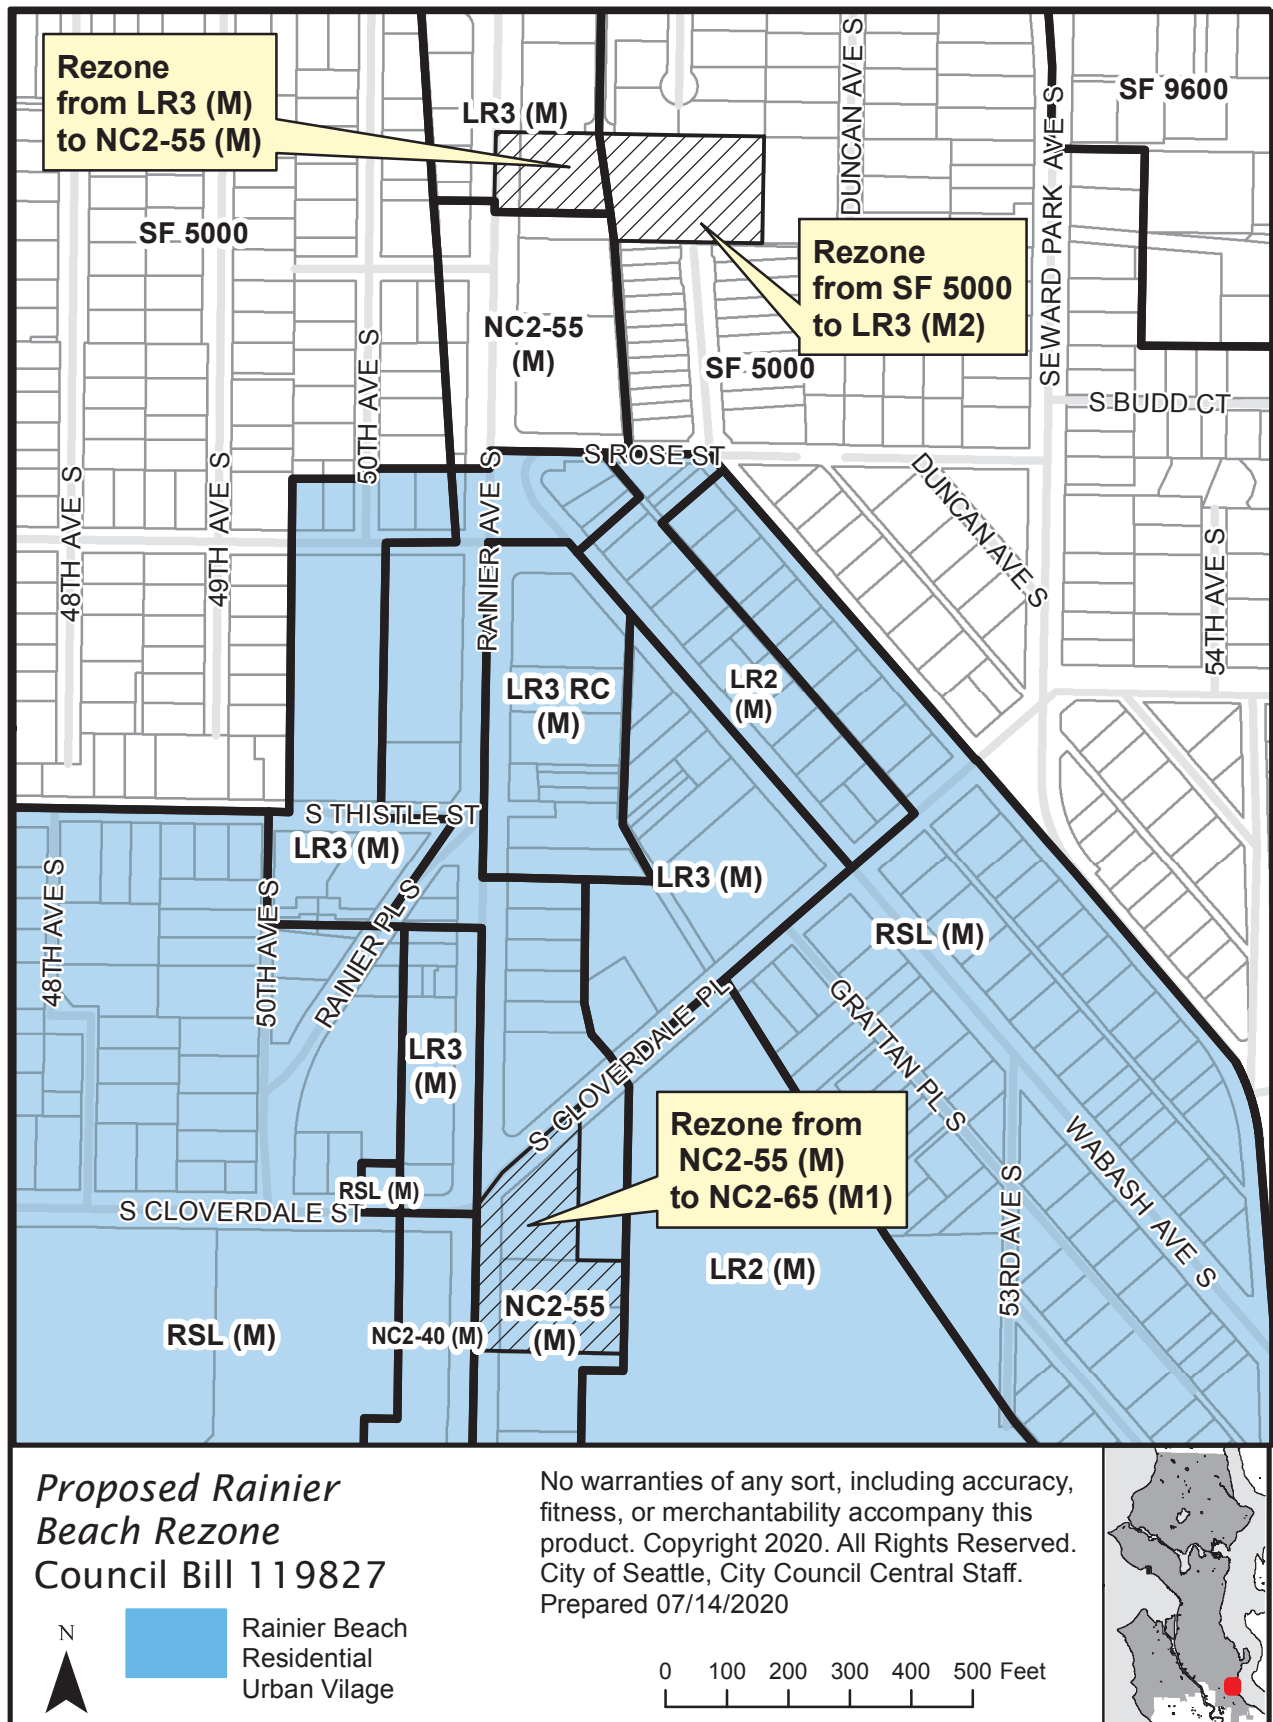 Rezone
from LR3 (M)
to NC2-55 (M)
LR3 (M)
DUNCAN AVE S
SF 9600
SEWARD PARK AVE S
SF 5000
Rezone
from SF 5000
to LR3 (M2)
NC2-55
(M)
50TH AVE S
SF 5000
S BUDD CT
S ROSE ST
48TH AVE S
49TH AVE S
RAINIER AVE S
DUNCAN AVE S
54TH AVE S
LR3 RC
(M)
LR2
(M)
S THISTLE ST
LR3 (M)
48TH AVE S
50TH AVE S
RAINIER PL S
LR3 (M)
RSL (M)
LR3
(M)
S CLOVERDALE PL
GRATTAN PL S
WABASH AVE S
53RD AVE S
Rezone from
NC2-55 (M)
to NC2-65 (M1)
RSL (M)
S CLOVERDALE ST
LR2 (M)
NC2-55
(M)
RSL (M)
NC2-40 (M)
Proposed Rainier
Beach Rezone
Council Bill 119827
N
Rainier Beach
Residential
Urban Vilage
No warranties of any sort, including accuracy,
fitness, or merchantability accompany this
product. Copyright 2020. All Rights Reserved.
City of Seattle, City Council Central Staff.
Prepared 07/14/2020
0 100 200 300 400 500 Feet